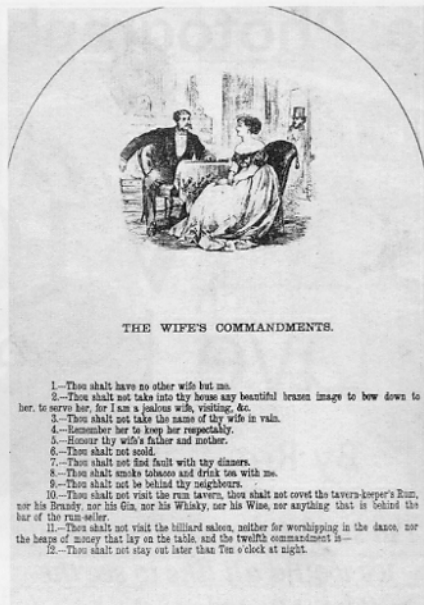 THE WIFE'S COMMANDMENTS.
1.—Thou shalt have no other wife but me.
2.—Thou shalt not take into thy house any beautiful brazen image to bow down to
her, to serve her, for I am a jealous wife, visiting, &c.
3.—Thou shalt not take the name of thy wife in vain.
4.—Remember her to keep her respectably.
5.—Honour thy wife's father and mother.
6.—Thou shalt not scold.
7.—Thou shalt not find fault with thy dinners.
8.—Thou shalt smoke tobacco and drink tea with me.
9.—Thou shalt not be behind thy neighbours.
10.—Thou shalt not visit the rum tavern, thou shalt not covet the tavern-keeper's Rum,
nor his Brandy, nor his Gin, nor his Whisky, nor his Wine, nor anything that is behind the
bar of the rum-seller.
11.—Thou shalt not visit the billiard saloon, neither for worshipping in the dance, nor
the heaps of money that lay on the table, and the twelfth commandment is—
12.—Thou shalt not stay out later than Ten o'clock at night.